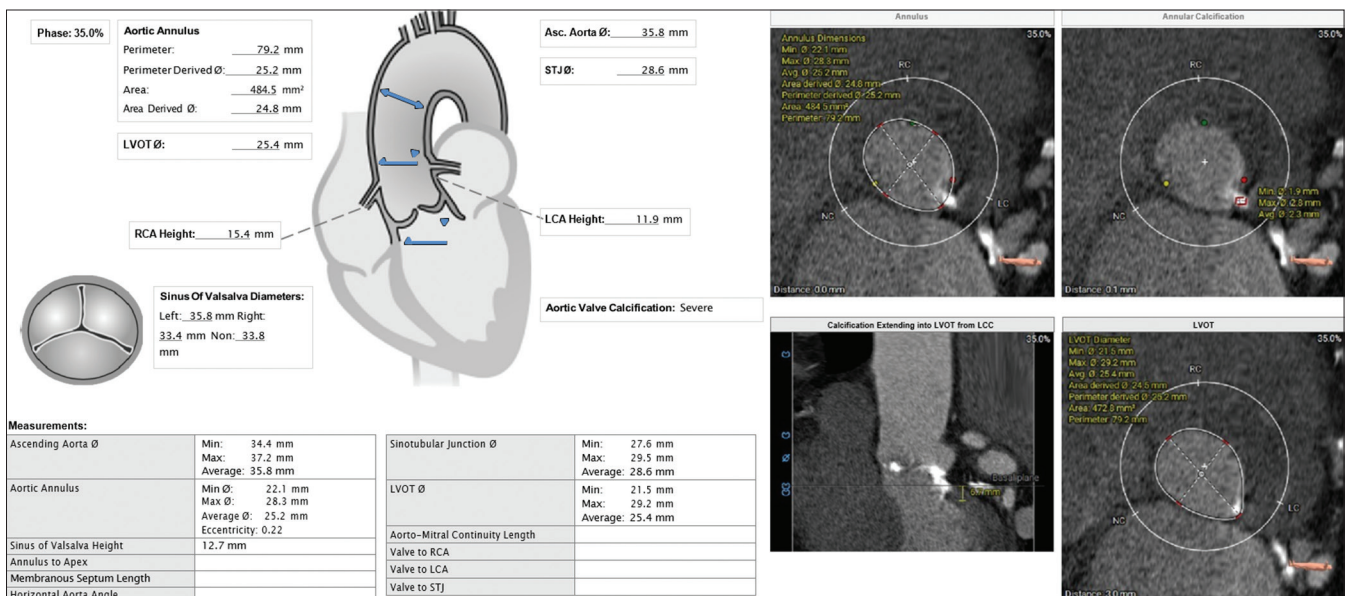 Phase: 35.0%
Aortic Annulus
Perimeter: 79.2 mm
Perimeter Derived Ø: 25.2 mm
Area: 484.5 mm²
Area Derived Ø: 24.8 mm
LVOT Ø: 25.4 mm
Asc. Aorta Ø: 35.8 mm
STJ Ø: 28.6 mm
RCA Height: 15.4 mm
LCA Height: 11.9 mm
Sinus Of Valsalva Diameters:
Left: 35.8 mm Right:
33.4 mm Non: 33.8
mm
Aortic Valve Calcification: Severe
Measurements:
Ascending Aorta Ø
Min: 34.4 mm
Max: 37.2 mm
Average: 35.8 mm
Aortic Annulus
Min Ø: 22.1 mm
Max Ø: 28.3 mm
Average Ø: 25.2 mm
Eccentricity: 0.22
Sinus of Valsalva Height 12.7 mm
Annulus to Apex
Membranous Septum Length
Horizontal Aorta Angle
Sinotubular Junction Ø
Min: 27.6 mm
Max: 29.5 mm
Average: 28.6 mm
LVOT Ø
Min: 21.5 mm
Max: 29.2 mm
Average: 25.4 mm
Aorto-Mitral Continuity Length
Valve to RCA
Valve to LCA
Valve to STJ
Annulus
35.0%
Annulus Dimensions
Min. Ø: 22.1 mm
Max. Ø: 28.3 mm
Avg. Ø: 25.2 mm
Area derived Ø: 24.8 mm
Perimeter derived Ø: 25.2 mm
Area: 484.5 mm²
Perimeter: 79.2 mm
RC
NC
LC
Distance: 0.0 mm
Annular Calcification
35.0%
RC
NC
Min. Ø: 1.9 mm
Max. Ø: 2.8 mm
Avg. Ø: 2.3 mm
Distance: 0.1 mm
Calcification Extending into LVOT from LCC
35.0%
Basal plane
LVOT
35.0%
LVOT Diameter
Min. Ø: 21.5 mm
Max. Ø: 29.2 mm
Avg. Ø: 25.4 mm
Area derived Ø: 24.5 mm
Perimeter derived Ø: 25.2 mm
Area: 472.8 mm²
Perimeter: 79.2 mm
RC
NC
LC
Distance: 3.0 mm